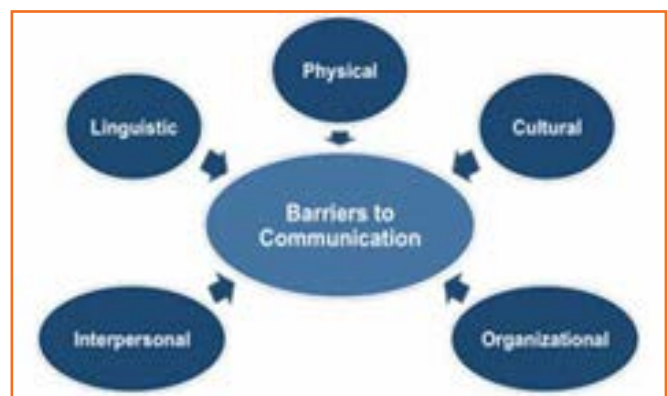 Physical
Linguistic
Cultural
Barriers to
Communication
Interpersonal
Organizational